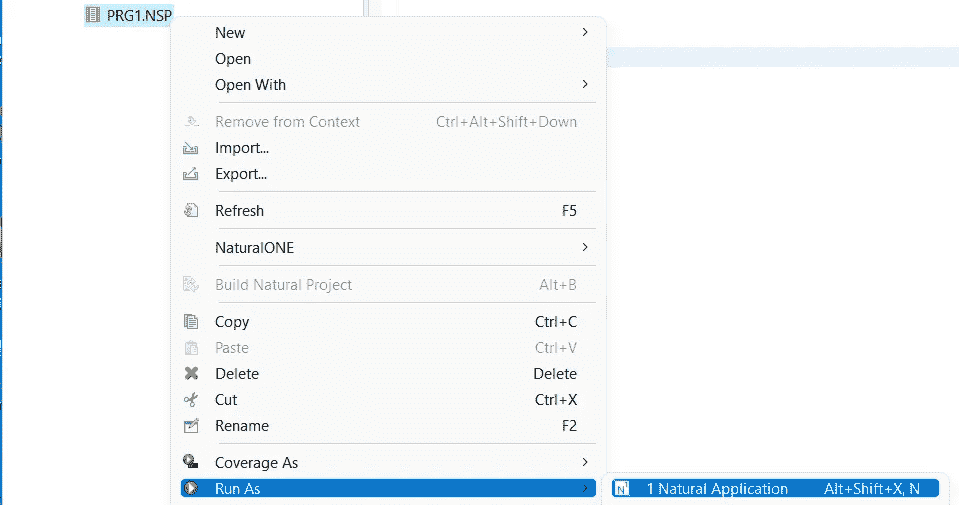 PRG1.NSP
New
Open
Open With
Remove from Context Ctrl+Alt+Shift+Down
Import...
Export...
Refresh F5
NaturalONE
Build Natural Project Alt+B
Copy Ctrl+C
Paste Ctrl+V
Delete Delete
Cut Ctrl+X
Rename F2
Coverage As
Run As
1 Natural Application Alt+Shift+X, N